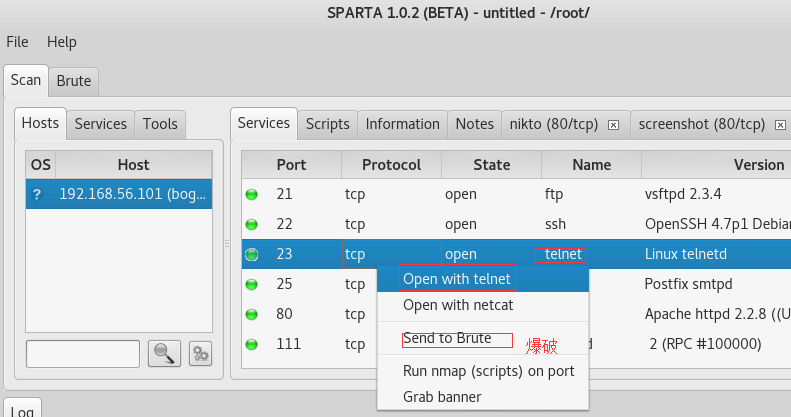 SPARTA 1.0.2 (BETA) - untitled - /root/
File Help
Scan Brute
Hosts Services Tools
Services Scripts Information Notes nikto (80/tcp) screenshot (80/tcp)
OS Host
Port Protocol State Name Version
? 192.168.56.101 (bog...
21 tcp open ftp vsftpd 2.3.4
22 tcp open ssh OpenSSH 4.7p1 Debian
23 tcp open telnet Linux telnetd
25 tcp Postfix smtpd
80 tcp Apache httpd 2.2.8 ((U
111 tcp 2 (RPC #100000)
Open with telnet
Open with netcat
Send to Brute 爆破
Run nmap (scripts) on port
Grab banner
Log